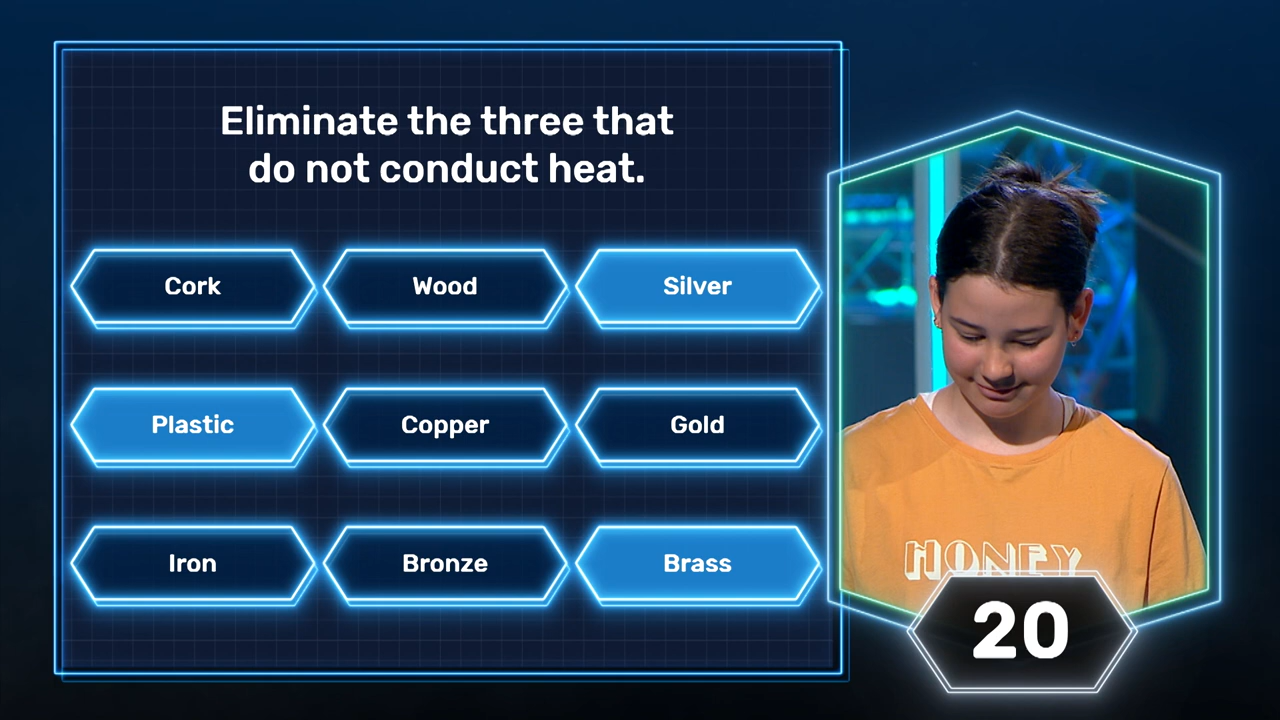 Eliminate the three that
do not conduct heat.
Cork
Wood
Silver
Plastic
Copper
Gold
Iron
Bronze
Brass
HONEY
20